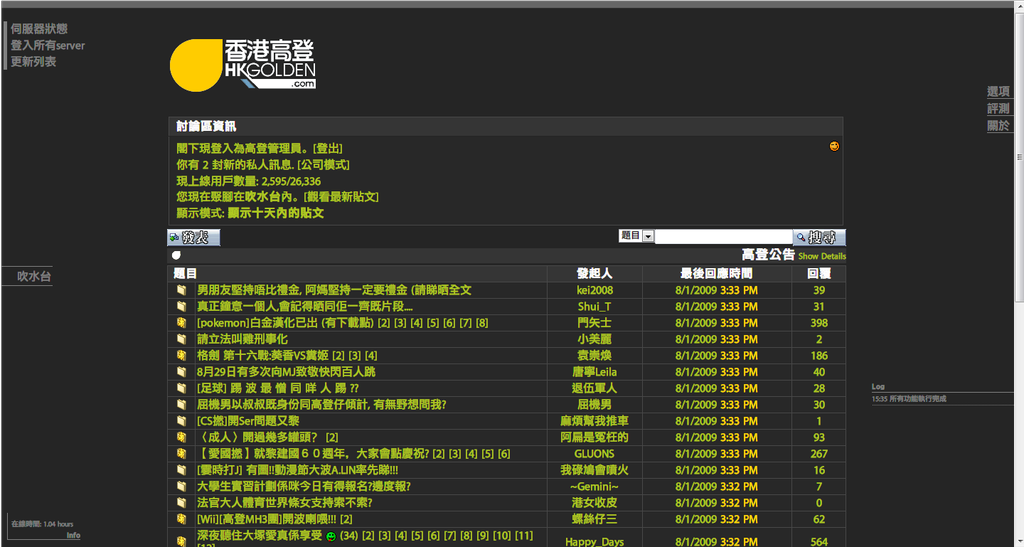 伺服器狀態
登入所有server
更新列表
香港高登
HKGOLDEN
.com
選項
評測
關於
討論區資訊
閣下現登入為高登管理員。[登出]
你有 2 封新的私人訊息. [公司模式]
現上線用戶數量: 2,595/26,336
您現在聚腳在吹水台內。[觀看最新貼文]
顯示模式: 顯示十天內的貼文
發表
題目
搜尋
高登公告 Show Details
吹水台
題目 發起人 最後回應時間 回覆
男朋友堅持唔比禮金, 阿媽堅持一定要禮金 (請睇晒全文 kei2008 8/1/2009 3:33 PM 39
真正鐘意一個人,會記得晒同佢一齊既片段.... Shui_T 8/1/2009 3:33 PM 31
[pokemon]白金漢化已出 (有下載點) [2] [3] [4] [5] [6] [7] [8] 門矢士 8/1/2009 3:33 PM 398
請立法叫雞刑事化 小美麗 8/1/2009 3:33 PM 2
格劍 第十六戰:葵香VS糞姬 [2] [3] [4] 袁崇煥 8/1/2009 3:33 PM 186
8月29日有多次向MJ致敬快閃百人跳 唐寧Leila 8/1/2009 3:33 PM 40
[足球] 踢 波 最 憎 同 咩 人 踢 ?? 退伍軍人 8/1/2009 3:33 PM 28
屈機男以叔叔既身份同高登仔傾計, 有無野想問我? 屈機男 8/1/2009 3:33 PM 30
[CS撚]開Ser問題又黎 麻煩幫我推車 8/1/2009 3:33 PM 1
〈成人〉開過幾多罐頭? [2] 阿扁是冤枉的 8/1/2009 3:33 PM 93
【愛國撚】就黎建國６０週年，大家會點慶祝? [2] [3] [4] [5] [6] GLUONS 8/1/2009 3:33 PM 267
[霎時打J] 有圖!!動漫節大波A.LIN率先睇!!! 我碌鳩會噴火 8/1/2009 3:33 PM 16
大學生實習計劃係咪今日有得報名?邊度報? ~Gemini~ 8/1/2009 3:32 PM 7
法官大人體育世界條女支持索不索? 港女收皮 8/1/2009 3:32 PM 0
[Wii][高登MH3團]開波喇喂!!! [2] 螺絲仔三 8/1/2009 3:32 PM 62
深夜聽住大塚愛真係享受 (34) [2] [3] [4] [5] [6] [7] [8] [9] [10] [11] Happy_Days 8/1/2009 3:32 PM 564
[12]
Log
15:35 所有功能執行完成
在線時間: 1.04 hours
Info